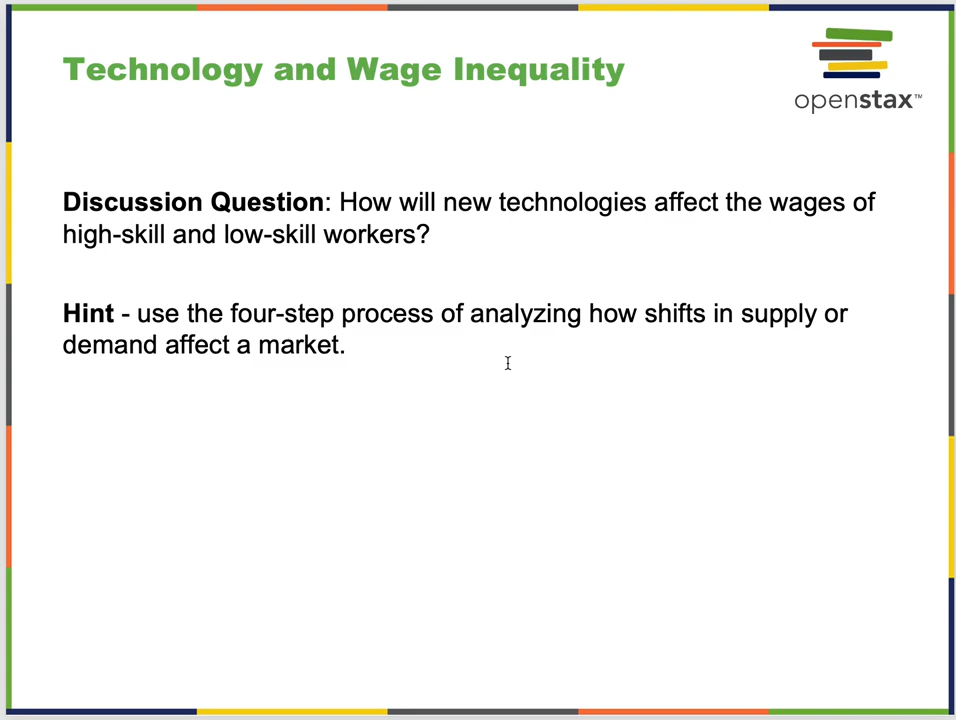 Technology and Wage Inequality
openstax™
Discussion Question: How will new technologies affect the wages of
high-skill and low-skill workers?
Hint - use the four-step process of analyzing how shifts in supply or
demand affect a market.